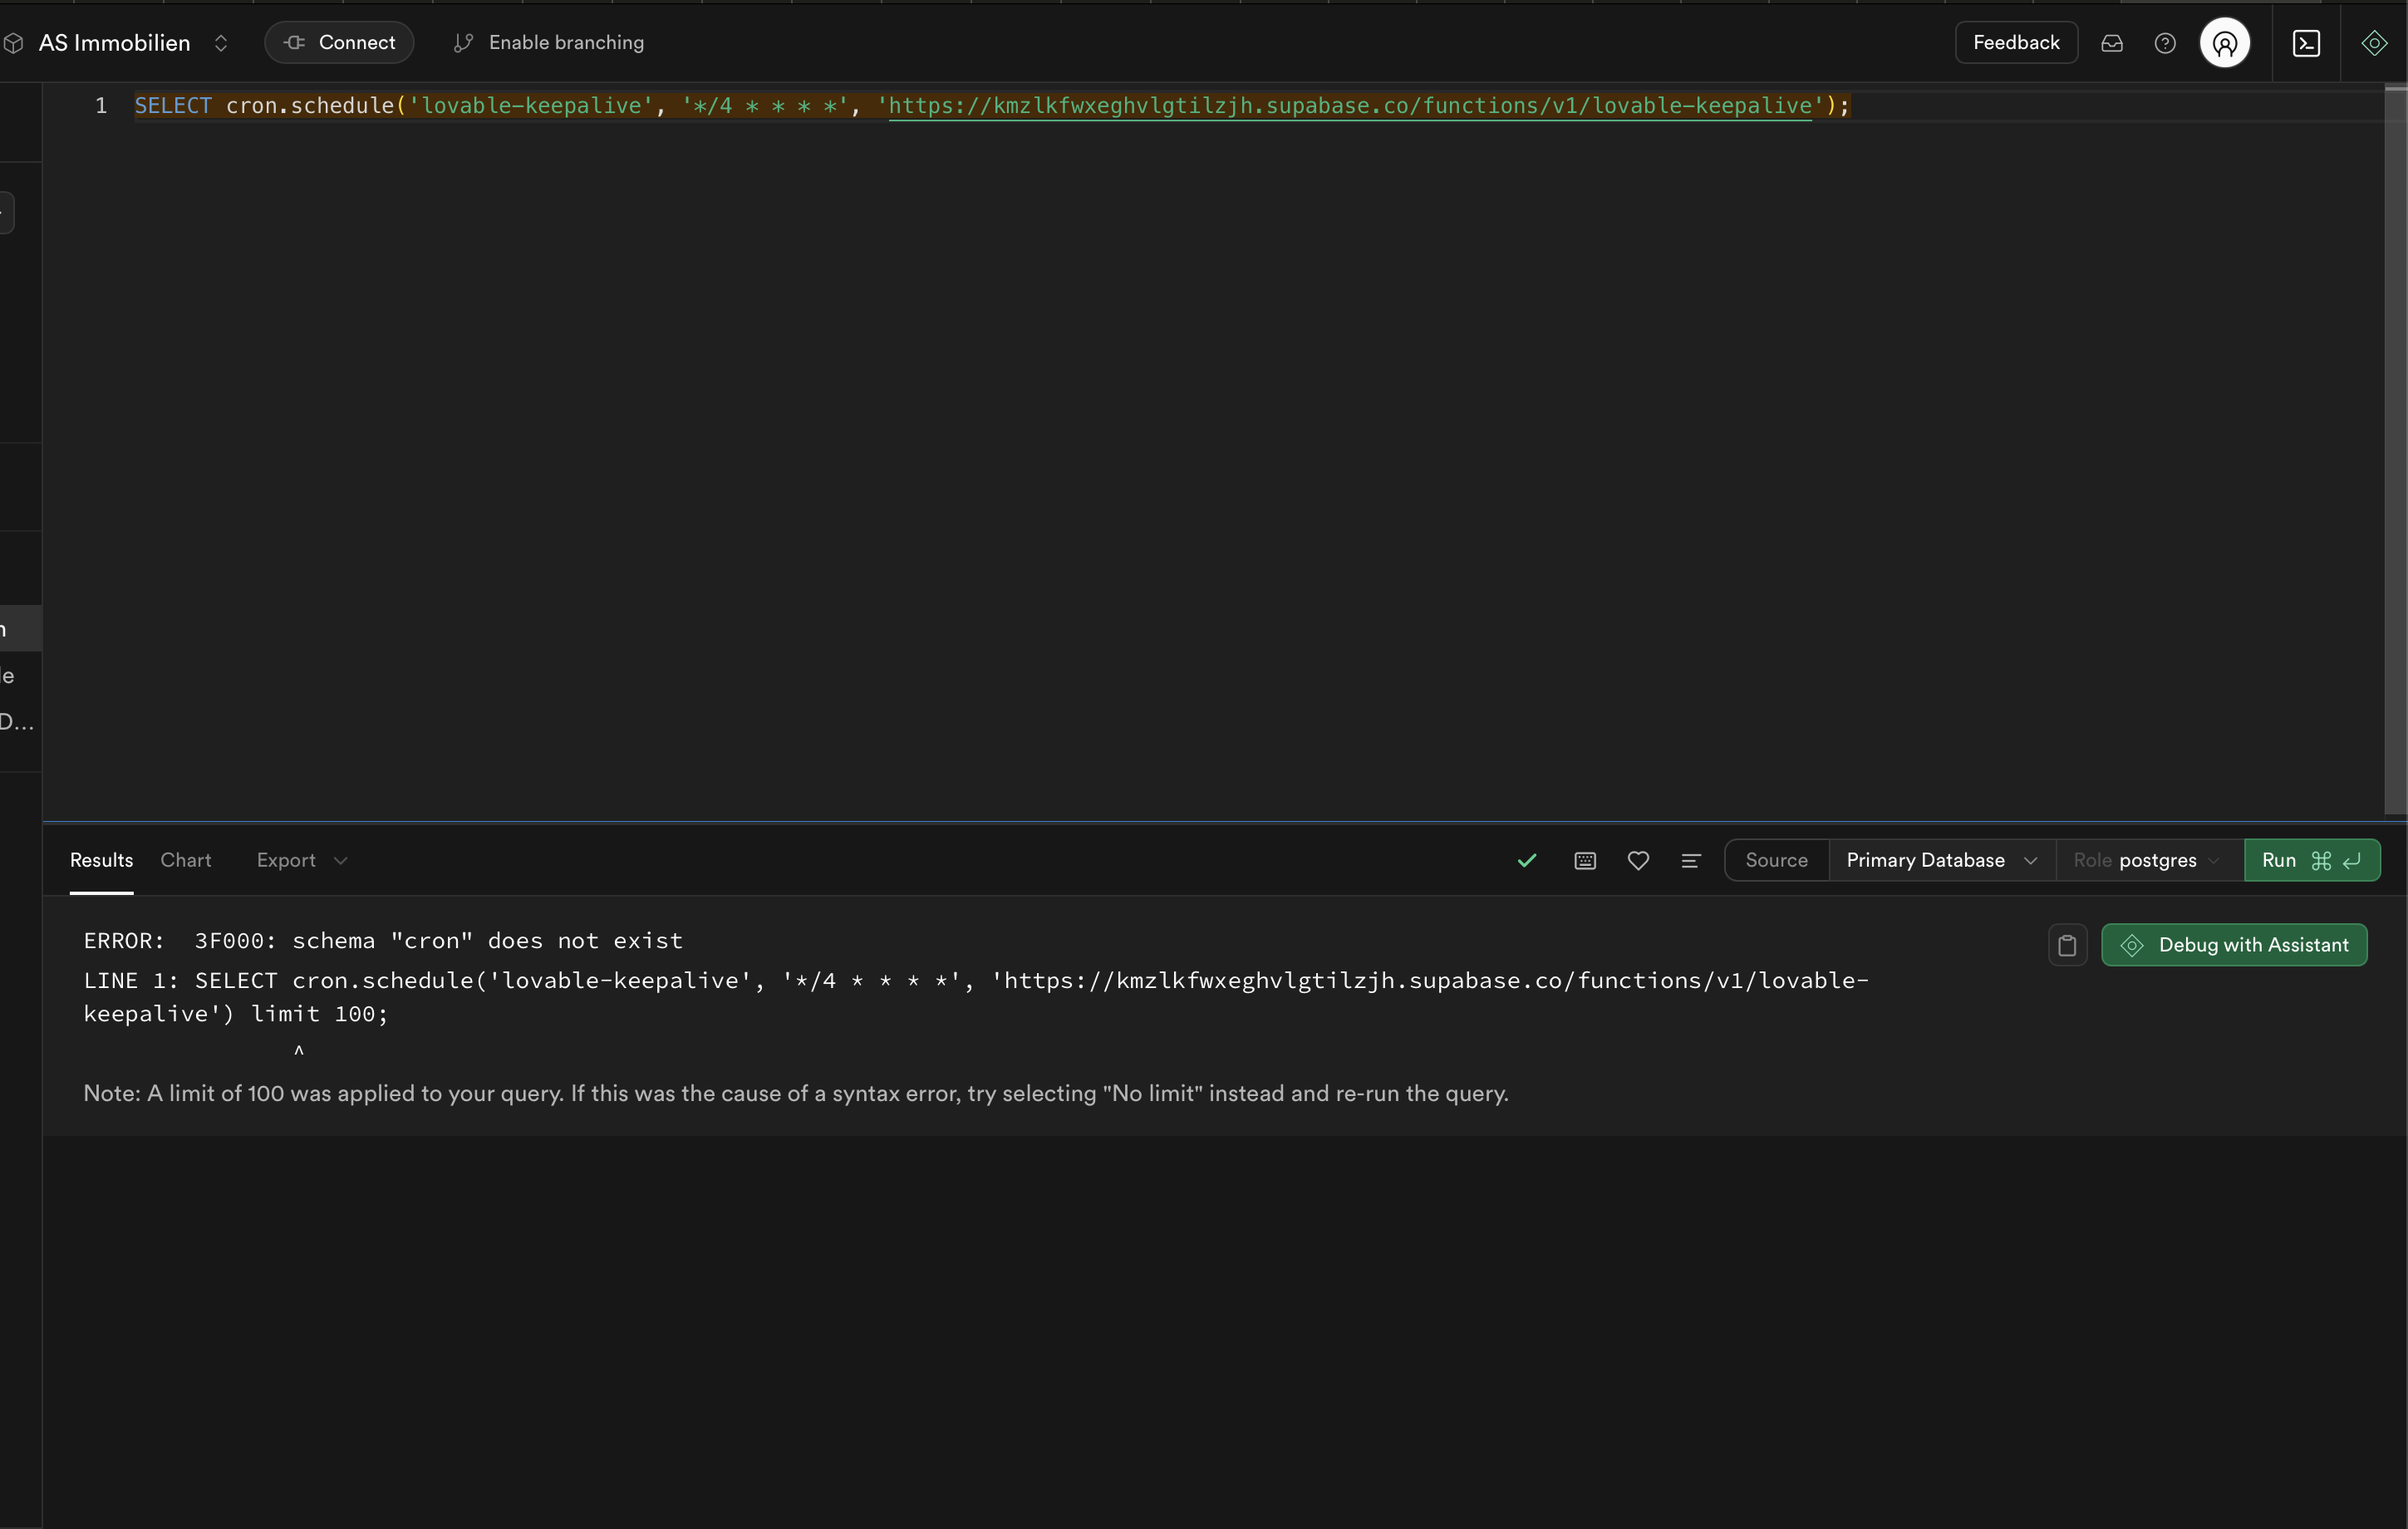 AS Immobilien
Connect
Enable branching
Feedback
1 SELECT cron.schedule('lovable-keepalive', '*/4 * * * *', 'https://kmzlkfwxeghvlgtilzjh.supabase.co/functions/v1/lovable-keepalive');
D...
Results Chart Export
Source Primary Database Role postgres Run ⌘ ↵
ERROR:  3F000: schema "cron" does not exist
Debug with Assistant
LINE 1: SELECT cron.schedule('lovable-keepalive', '*/4 * * * *', 'https://kmzlkfwxeghvlgtilzjh.supabase.co/functions/v1/lovable-
keepalive') limit 100;
^
Note: A limit of 100 was applied to your query. If this was the cause of a syntax error, try selecting "No limit" instead and re-run the query.